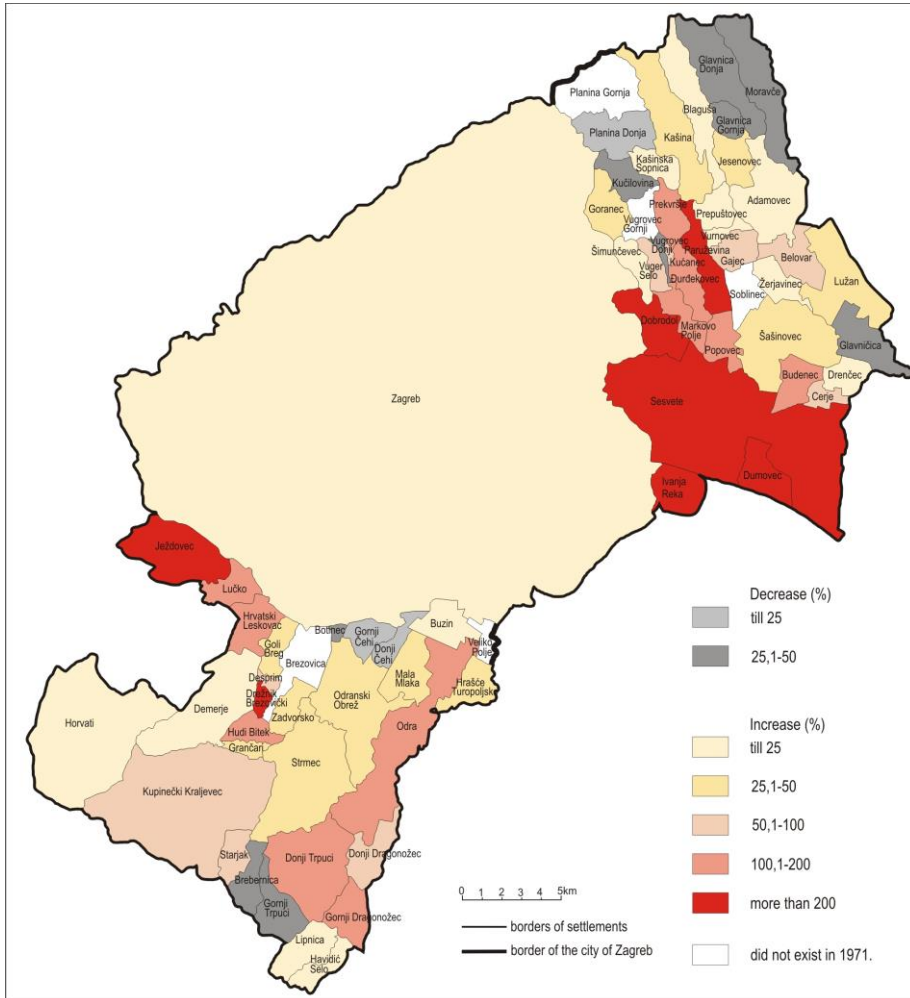 Glavnica
Donja
Moravče
Planina Gornja
Blaguša
Glavnica
Gornja
Planina Donja
Kašina
Jesenovec
Kašinska
Sopnica
Kučilovina
Adamovec
Goranec
Prekvršje
Prepuštovec
Vugrovec
Gornji
Vurnovec
Vugrovec
Donji
Paruževina
Šimunčevec
Gajec
Belovar
Kućanec
Vuger
Selo
Đurđekovec
Žerjavinec
Lužan
Soblinec
Dobrodol
Markovo
Polje
Šašinovec
Glavničica
Popovec
Budenec
Drenčec
Cerje
Zagreb
Sesvete
Dumovec
Ivanja
Reka
Ježdovec
Lučko
Hrvatski
Leskovac
Botinec
Gornji
Čehi
Buzin
Goli
Breg
Brezovica
Donji
Čehi
Veliko
Polje
Desprim
Mala
Mlaka
Hrašće
Turopoljsko
Drežnik
Brezovički
Odranski
Obrež
Horvati
Demerje
Zadvorsko
Hudi Bitek
Odra
Grančari
Strmec
Kupinečki Kraljevec
Starjak
Donji Trpuci
Donji Dragonožec
Brebernica
Gornji
Trpuci
Gornji Dragonožec
Lipnica
Havidić
Selo
Decrease (%)
till 25
25,1-50
Increase (%)
till 25
25,1-50
50,1-100
100,1-200
more than 200
did not exist in 1971.
0 1 2 3 4 5km
borders of settlements
border of the city of Zagreb